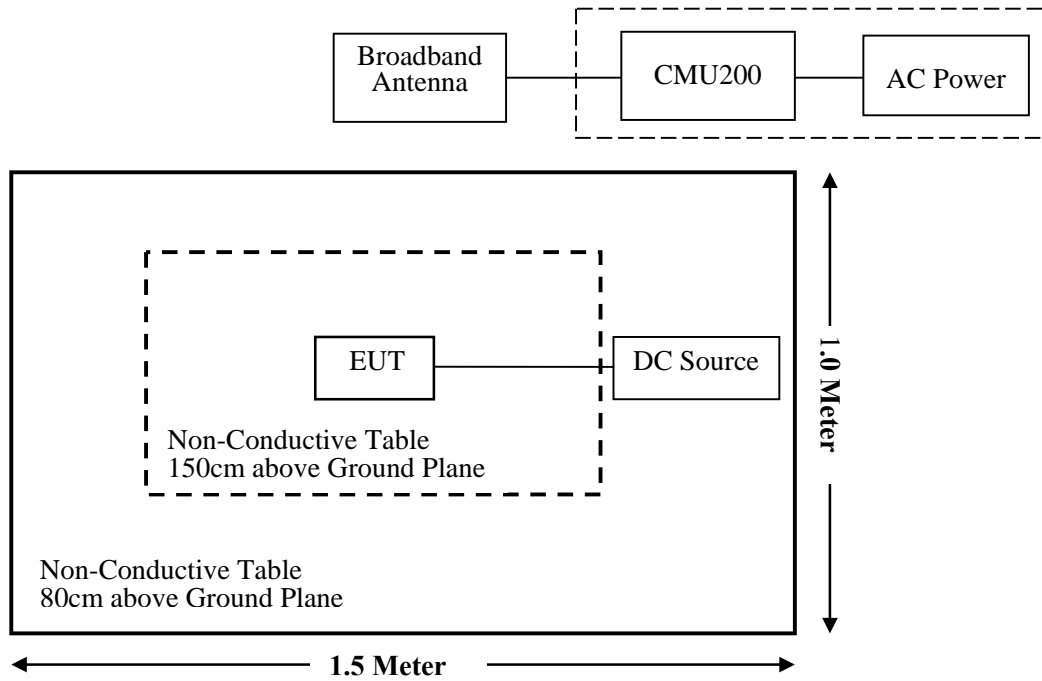 Broadband
Antenna
CMU200
AC Power
EUT
DC Source
Non-Conductive Table
150cm above Ground Plane
1.0 Meter
Non-Conductive Table
80cm above Ground Plane
1.5 Meter